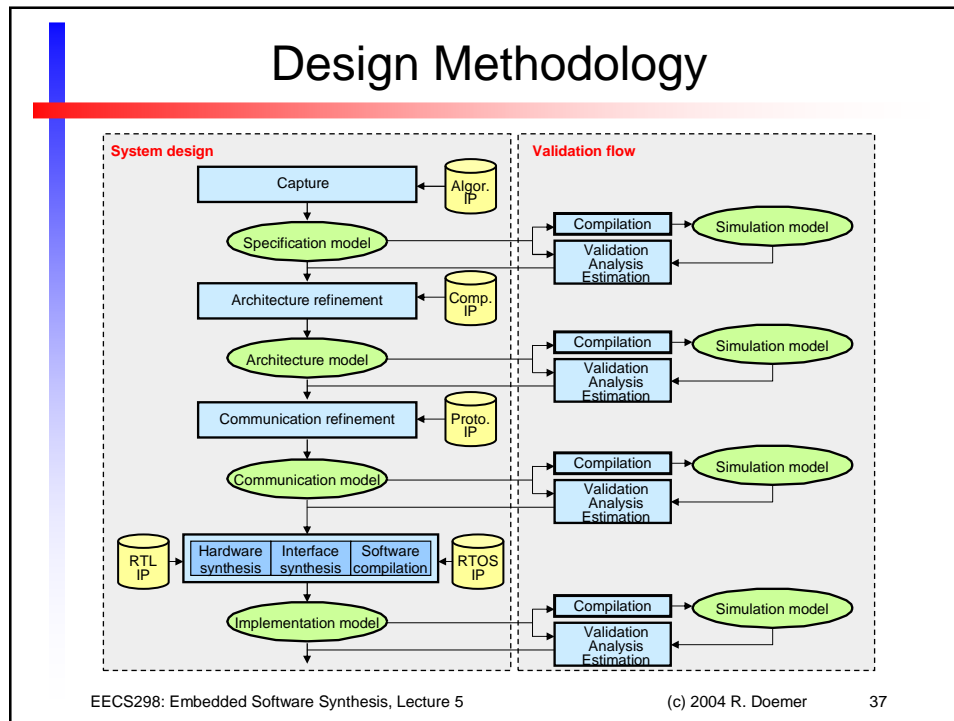 Design Methodology
System design
Validation flow
Capture
Algor.
IP
Specification model
Compilation
Simulation model
Validation
Analysis
Estimation
Architecture refinement
Comp.
IP
Architecture model
Compilation
Simulation model
Validation
Analysis
Estimation
Communication refinement
Proto.
IP
Communication model
Compilation
Simulation model
Validation
Analysis
Estimation
RTL
IP
Hardware
synthesis
Interface
synthesis
Software
compilation
RTOS
IP
Implementation model
Compilation
Simulation model
Validation
Analysis
Estimation
EECS298: Embedded Software Synthesis, Lecture 5
(c) 2004 R. Doemer
37